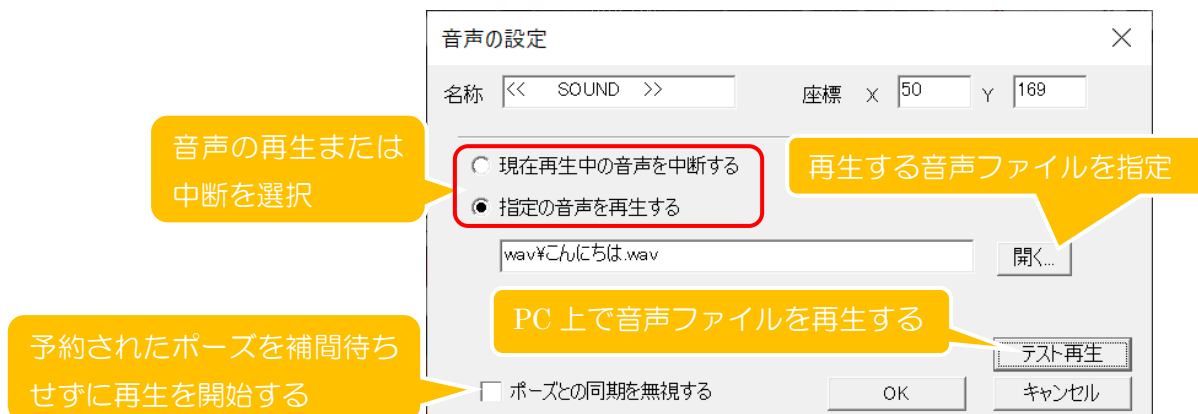 音声の設定
名称 << SOUND >> 座標 X 50 Y 169
音声の再生または
中断を選択
現在再生中の音声を中断する
再生する音声ファイルを指定
指定の音声を再生する
wav¥こんにちは.wav 開く...
PC 上で音声ファイルを再生する
テスト再生
予約されたポーズを補間待ち
せずに再生を開始する
ポーズとの同期を無視する OK キャンセル